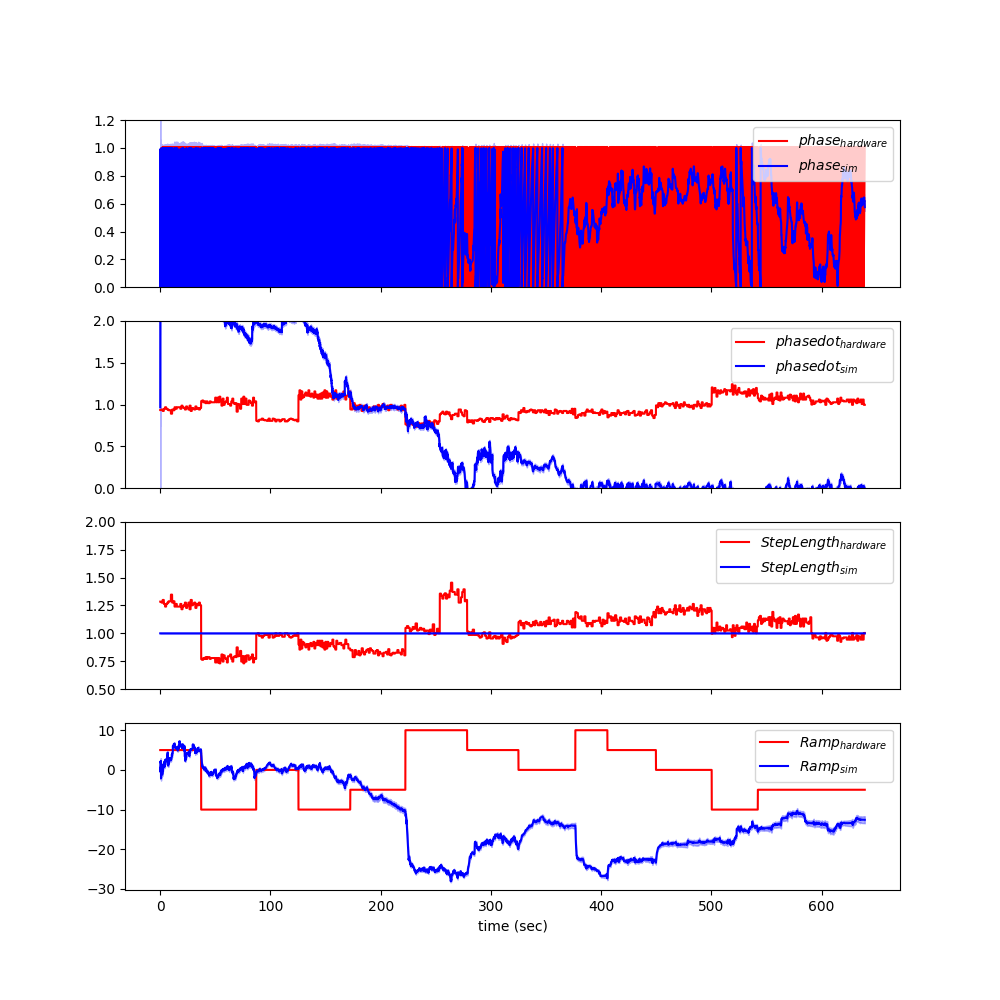 1.2
1.0
0.8
0.6
0.4
0.2
0.0
phase_hardware
phase_sim
2.0
1.5
1.0
0.5
0.0
phasedot_hardware
phasedot_sim
2.00
1.75
1.50
1.25
1.00
0.75
0.50
StepLength_hardware
StepLength_sim
10
0
−10
−20
−30
Ramp_hardware
Ramp_sim
0 100 200 300 400 500 600
time (sec)